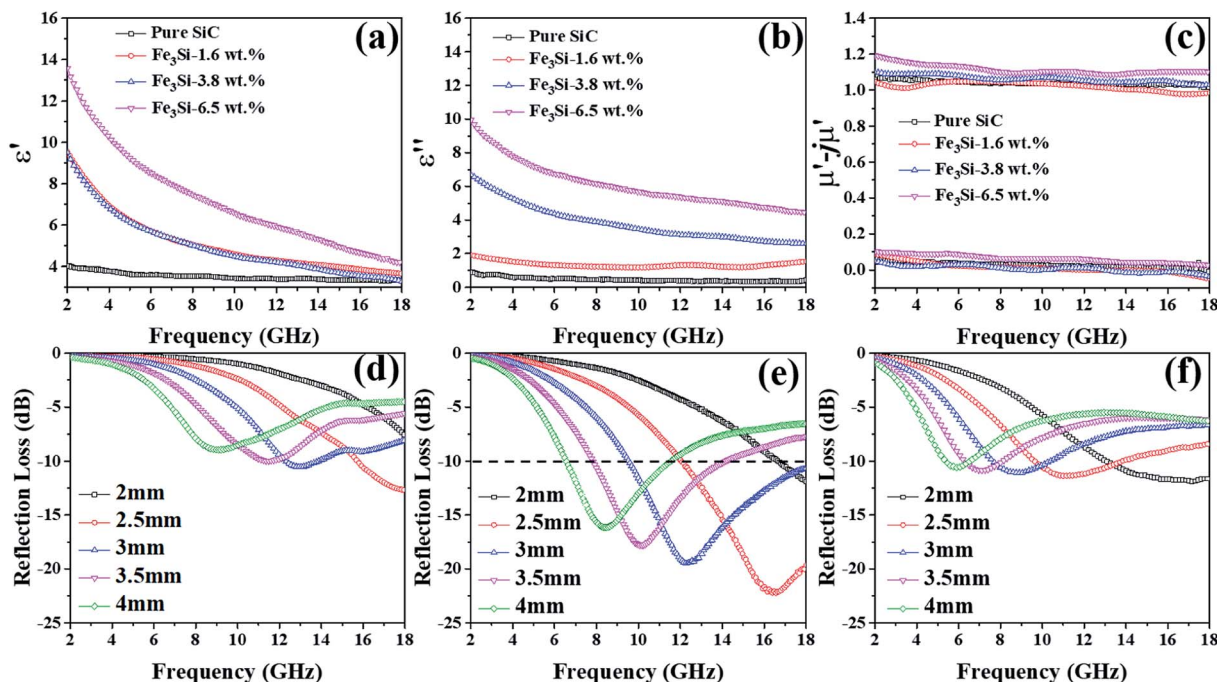 (a)
Pure SiC
Fe3Si-1.6 wt.%
Fe3Si-3.8 wt.%
Fe3Si-6.5 wt.%
16
14
12
10
8
6
4
ε'
2 4 6 8 10 12 14 16 18
Frequency (GHz)
(b)
Pure SiC
Fe3Si-1.6 wt.%
Fe3Si-3.8 wt.%
Fe3Si-6.5 wt.%
16
14
12
10
8
6
4
2
0
ε''
2 4 6 8 10 12 14 16 18
Frequency (GHz)
(c)
1.4
1.2
1.0
0.8
0.6
0.4
0.2
0.0
μ'-jμ'
Pure SiC
Fe3Si-1.6 wt.%
Fe3Si-3.8 wt.%
Fe3Si-6.5 wt.%
2 4 6 8 10 12 14 16 18
Frequency (GHz)
(d)
0
-5
-10
-15
-20
-25
Reflection Loss (dB)
2mm
2.5mm
3mm
3.5mm
4mm
2 4 6 8 10 12 14 16 18
Frequency (GHz)
(e)
0
-5
-10
-15
-20
-25
Reflection Loss (dB)
2mm
2.5mm
3mm
3.5mm
4mm
2 4 6 8 10 12 14 16 18
Frequency (GHz)
(f)
0
-5
-10
-15
-20
-25
Reflection Loss (dB)
2mm
2.5mm
3mm
3.5mm
4mm
2 4 6 8 10 12 14 16 18
Frequency (GHz)